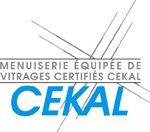 MENUISERIE ÉQUIPÉE DE
VITRAGES CERTIFIÉS CEKAL
CEKAL